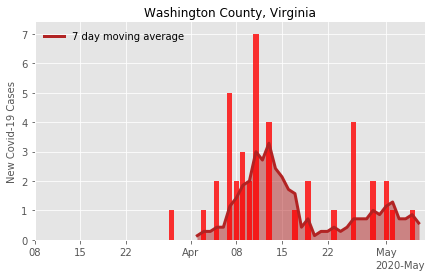 Washington County, Virginia
7 day moving average
New Covid-19 Cases
7
6
5
4
3
2
1
0
08 15 22 Apr 08 15 22 May
2020-May